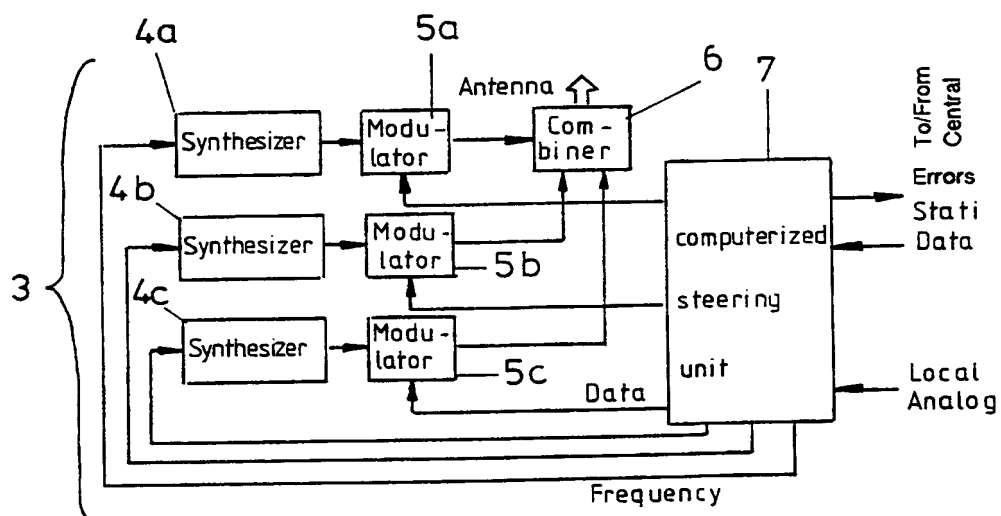 4a
5a
6
7
Antenna
To/From
Central
Synthesizer
Modu-
lator
Com-
biner
Errors
4b
Stati
Synthesizer
Modu-
lator
computerized
Data
3
5b
4c
steering
Synthesizer
Modu-
lator
unit
5c
Local
Analog
Data
Frequency